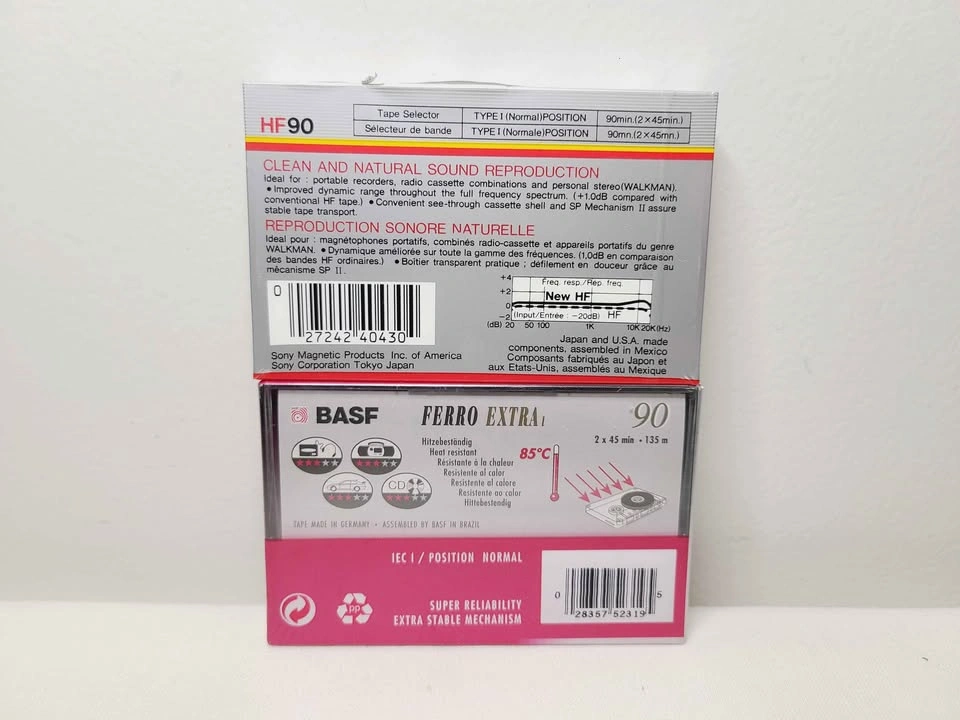 HF90
Tape Selector TYPE I (Normal)POSITION 90min.(2×45min.)
Sélecteur de bande TYPE I (Normale)POSITION 90mn.(2×45mn.)
CLEAN AND NATURAL SOUND REPRODUCTION
Ideal for : portable recorders, radio cassette combinations and personal stereo(WALKMAN).
●Improved dynamic range throughout the full frequency spectrum. (+1.0dB compared with
conventional HF tape.) ●Convenient see-through cassette shell and SP Mechanism II assure
stable tape transport.
REPRODUCTION SONORE NATURELLE
Idéal pour : magnétophones portatifs, combinés radio-cassette et appareils portatifs du genre
WALKMAN. ●Dynamique améliorée sur toute la gamme des fréquences. (1,0dB en comparaison
des bandes HF ordinaires.) ●Boîtier transparent pratique ; défilement en douceur grâce au
mécanisme SP II.
0
27242 40430
Sony Magnetic Products Inc. of America
Sony Corporation Tokyo Japan
+4
+2
0
−2
Freq. resp./Rép. freq.
New HF
(Input/Entrée : −20dB) HF
(dB) 20 50 100 1K 10K 20K(Hz)
Japan and U.S.A. made
components, assembled in Mexico
Composants fabriqués au Japon et
aux Etats-Unis, assemblés au Mexique
BASF FERRO EXTRA I 90
2 x 45 min • 135 m
Hitzebeständig
Heat resistant
Résistante à la chaleur
Resistente al calor
Resistente al calore
Resistente ao calor
Hittebestendig
85°C
CD
TAPE MADE IN GERMANY • ASSEMBLED BY BASF IN BRAZIL
IEC I / POSITION NORMAL
PP
SUPER RELIABILITY
EXTRA STABLE MECHANISM
0 28357 52319 5